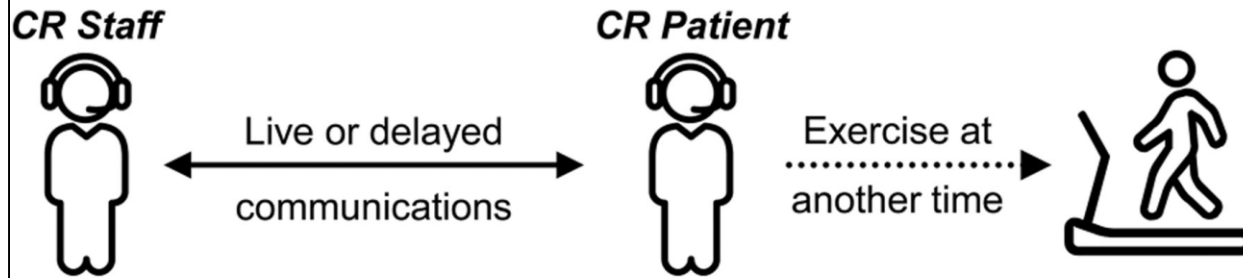 CR Staff
CR Patient
Live or delayed
communications
Exercise at
another time